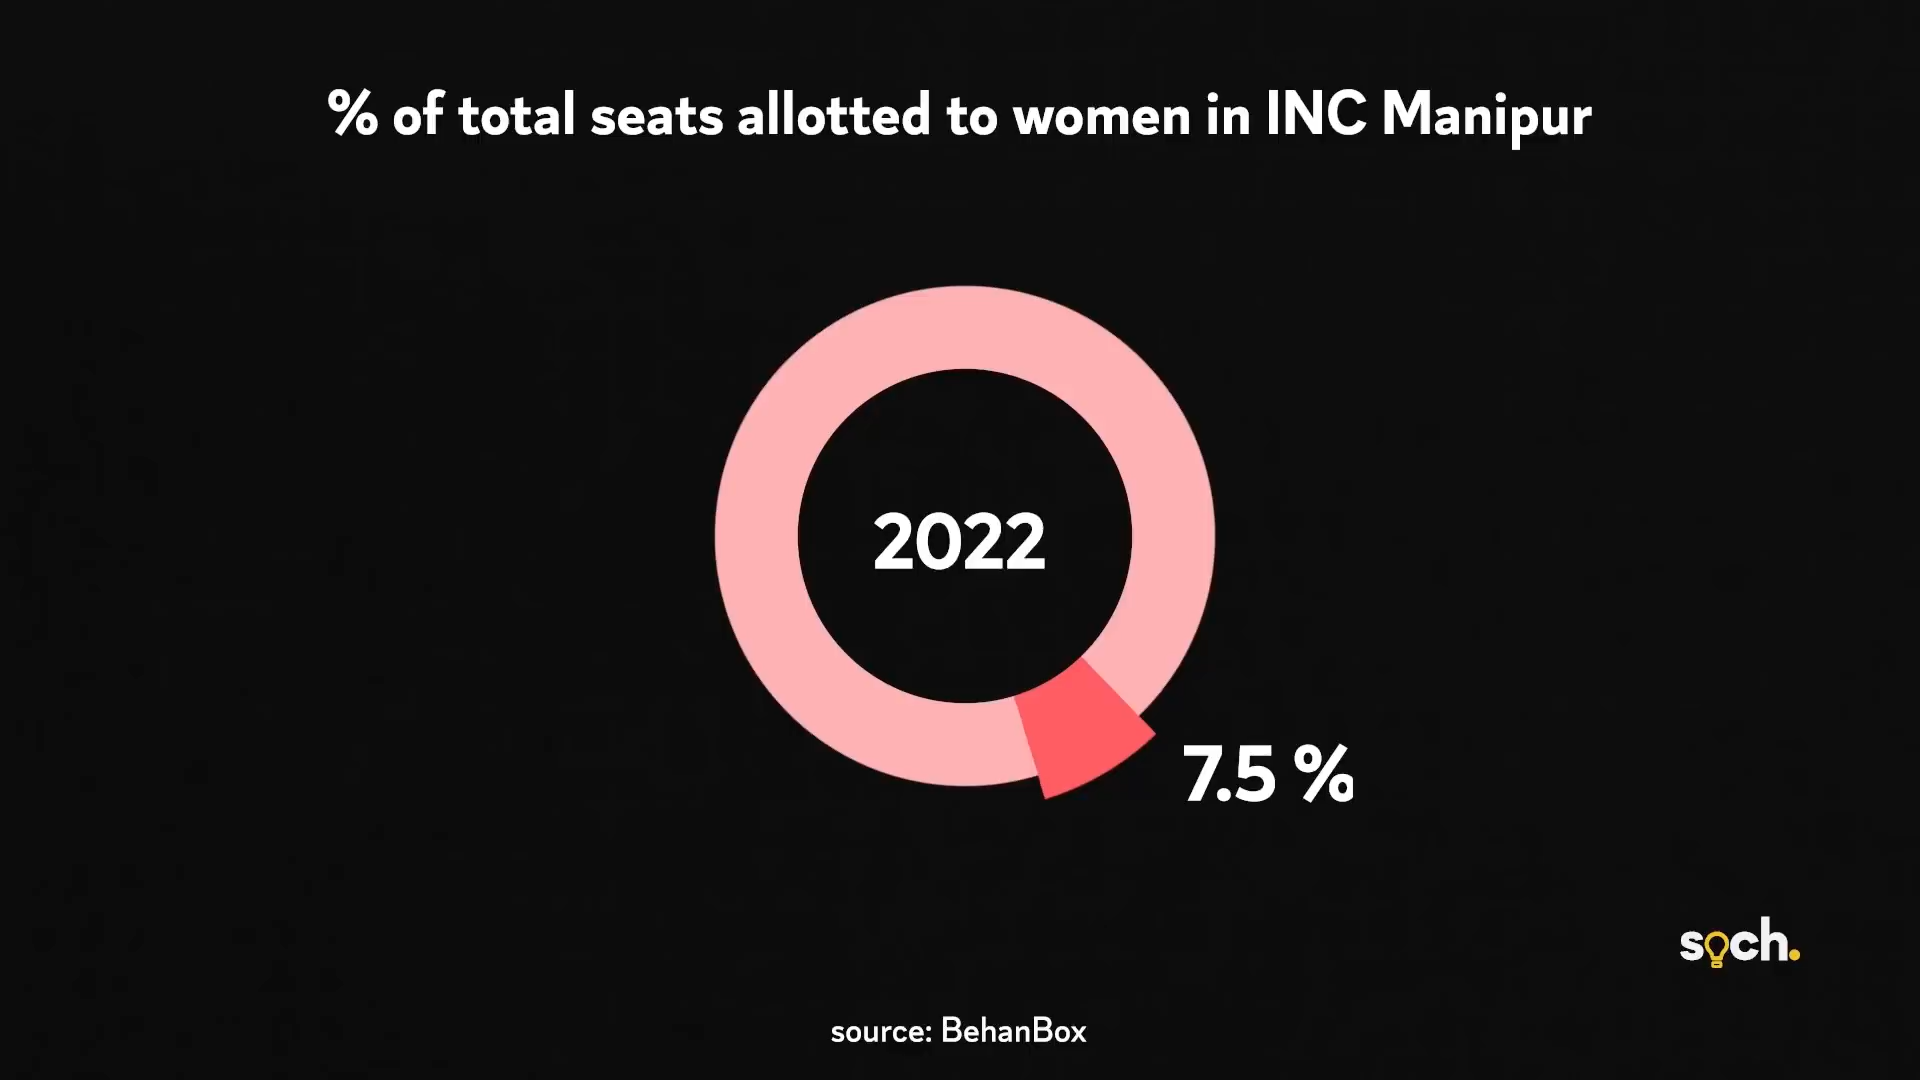 % of total seats allotted to women in INC Manipur
2022
7.5 %
soch.
source: BehanBox